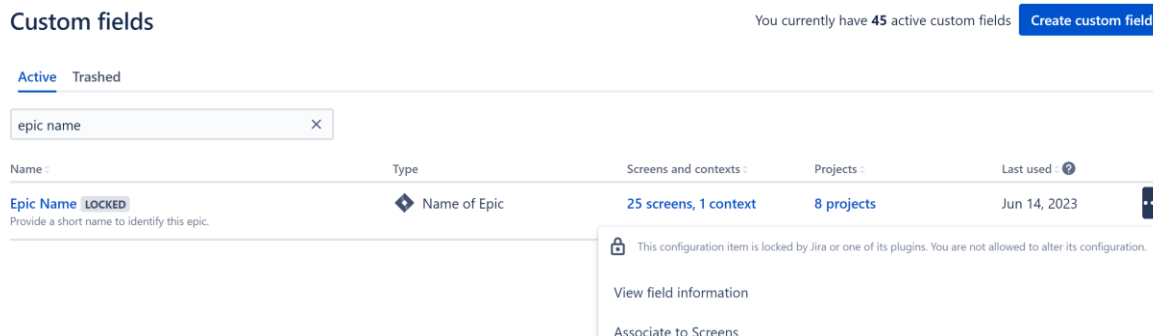 Custom fields
You currently have 45 active custom fields
Create custom field
Active Trashed
epic name
Name Type Screens and contexts Projects Last used
Epic Name LOCKED Name of Epic 25 screens, 1 context 8 projects Jun 14, 2023
Provide a short name to identify this epic.
This configuration item is locked by Jira or one of its plugins. You are not allowed to alter its configuration.
View field information
Associate to Screens